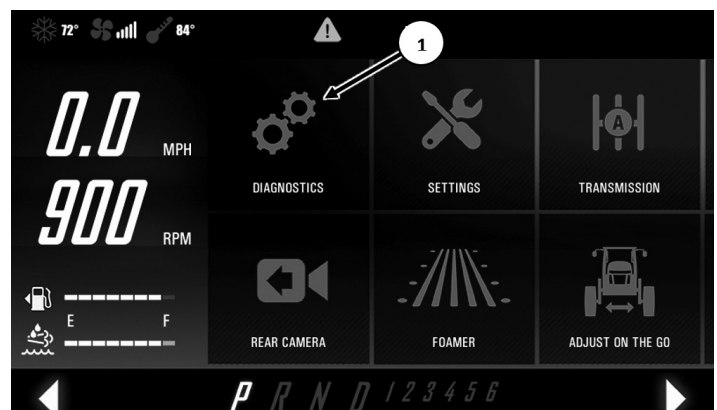 72° 84°
1
0.0 MPH
DIAGNOSTICS SETTINGS TRANSMISSION
A
900 RPM
E F
REAR CAMERA FOAMER ADJUST ON THE GO
P R N D 1 2 3 4 5 6